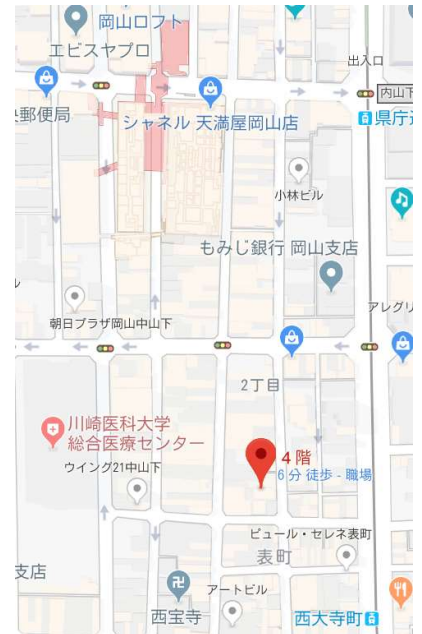 岡山ロフト
エビスヤプロ
出入口
内山下
郵便局
シャネル 天満屋岡山店
県庁通
小林ビル
もみじ銀行 岡山支店
アレグリ
朝日プラザ岡山中山下
2丁目
川崎医科大学
総合医療センター
4 階
6 分 徒歩 - 職場
ウイング21中山下
ピュール・セレネ表町
表町
支店
アートビル
西宝寺
西大寺町